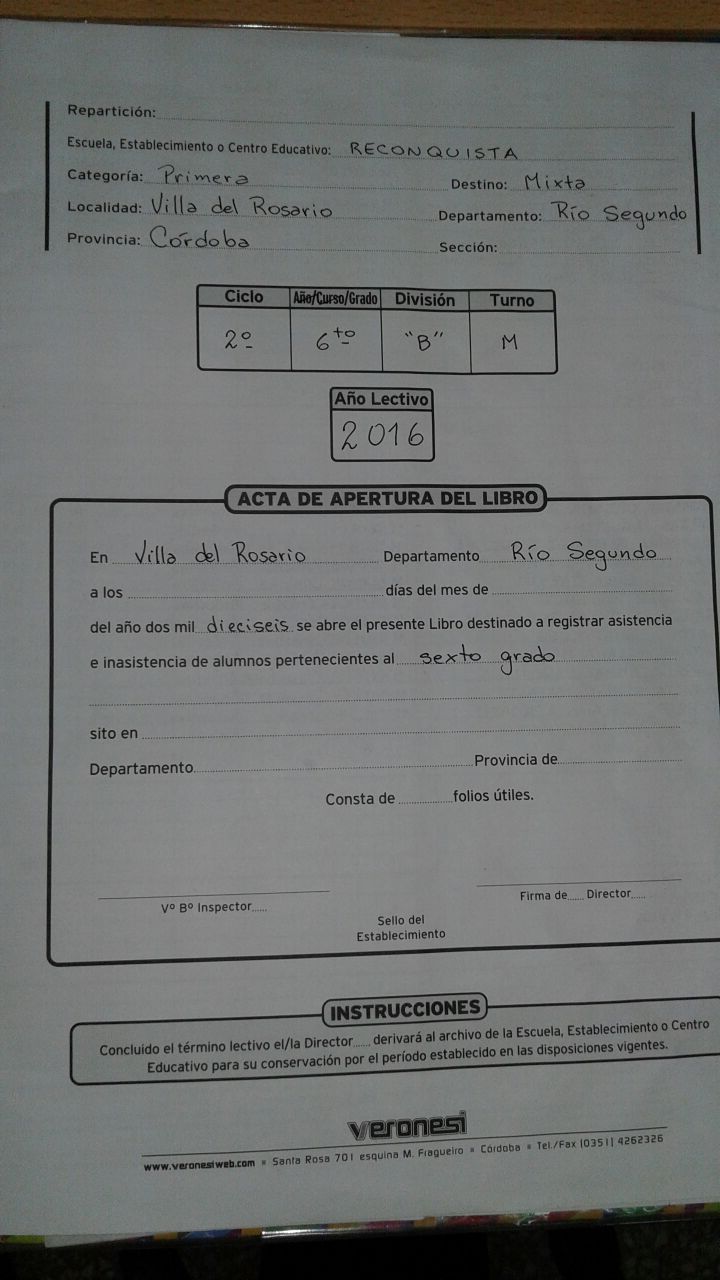 Repartición:
Escuela, Establecimiento o Centro Educativo: RECONQUISTA
Categoría: Primera Destino: Mixta
Localidad: Villa del Rosario Departamento: Río Segundo
Provincia: Córdoba Sección:
Ciclo Año/Curso/Grado División Turno
2º 6to "B" M
Año Lectivo
2016
ACTA DE APERTURA DEL LIBRO
En Villa del Rosario Departamento Río Segundo
a los días del mes de
del año dos mil dieciseis se abre el presente Libro destinado a registrar asistencia
e inasistencia de alumnos pertenecientes al sexto grado
sito en
Departamento Provincia de
Consta de folios útiles.
Vº Bº Inspector...... Firma de...... Director......
Sello del
Establecimiento
INSTRUCCIONES
Concluido el término lectivo el/la Director...... derivará al archivo de la Escuela, Establecimiento o Centro
Educativo para su conservación por el período establecido en las disposiciones vigentes.
veronesi
www.veronesiweb.com ▪ Santa Rosa 701 esquina M. Fragueiro ▪ Córdoba ▪ Tel./Fax (0351) 4262326